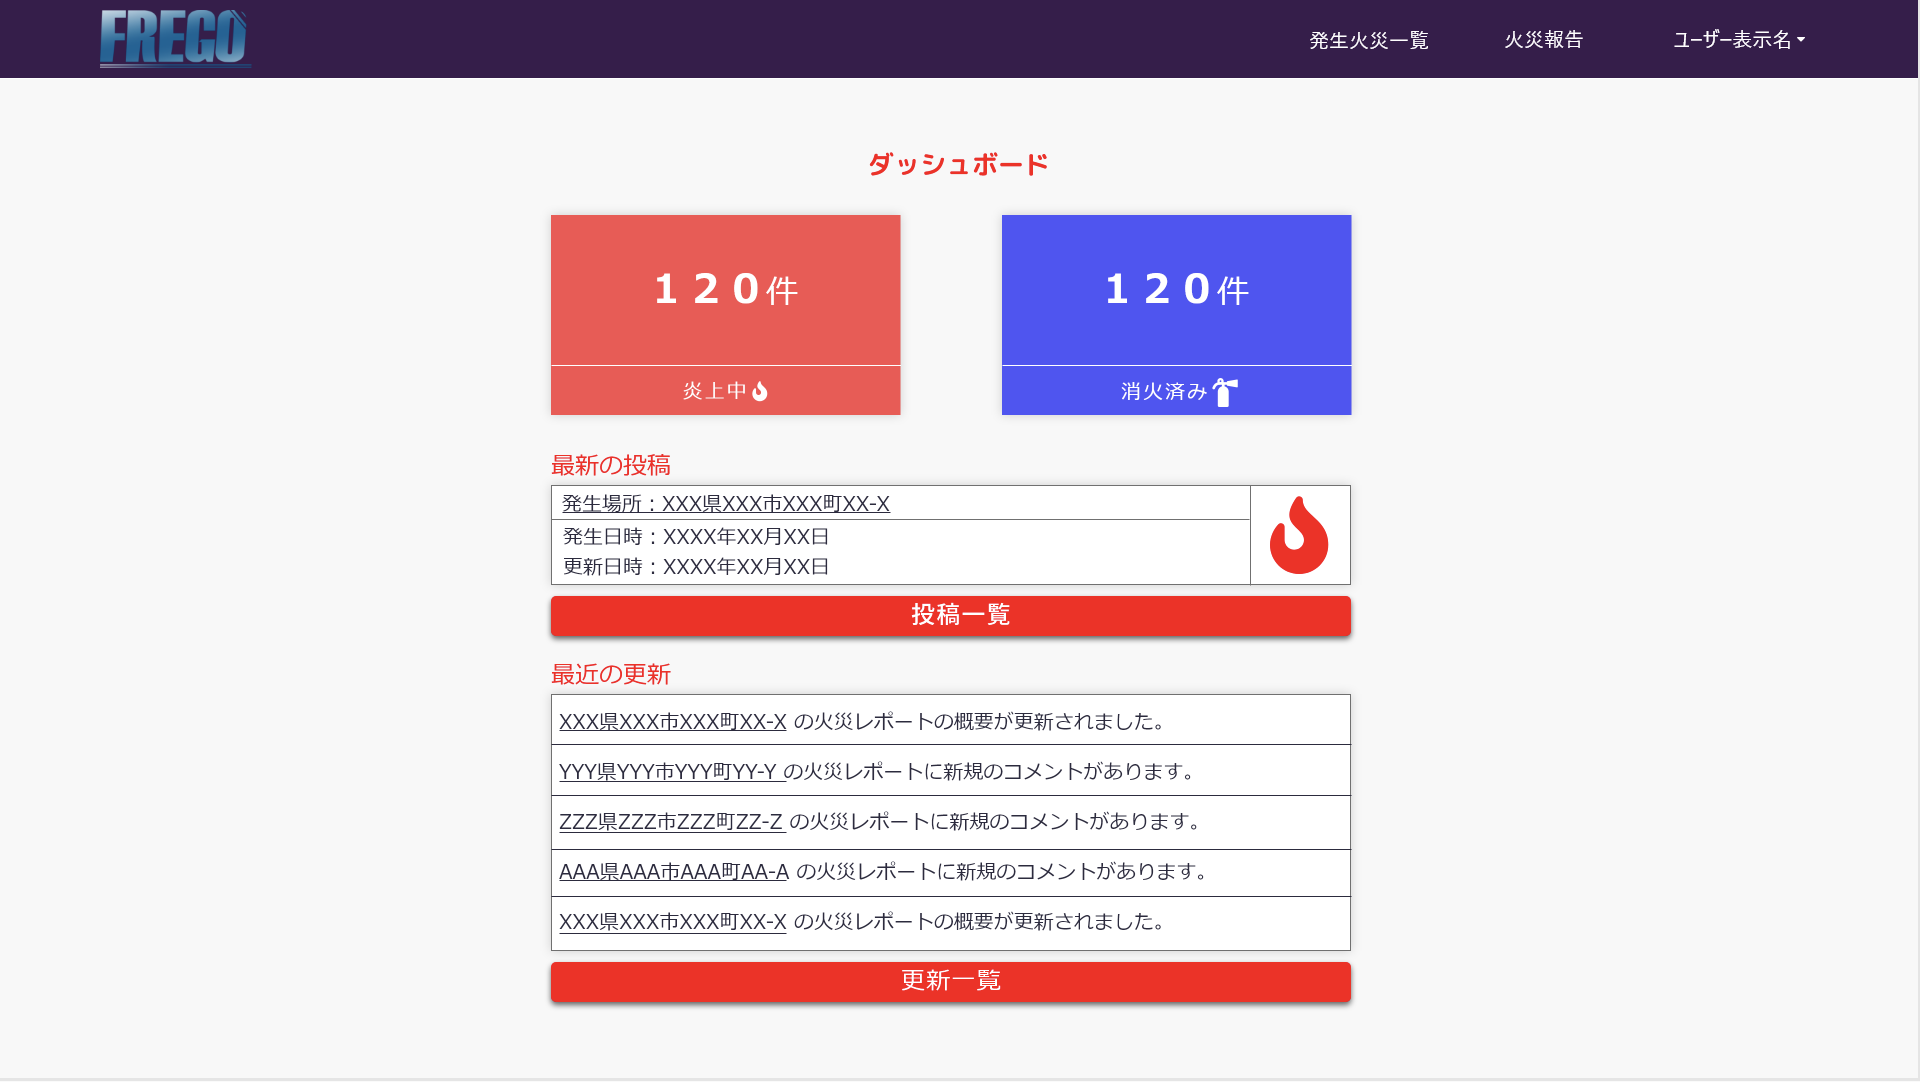 FREGO
発生火災一覧 火災報告 ユーザー表示名
ダッシュボード
120件 120件
炎上中 消火済み
最新の投稿
発生場所：XXX県XXX市XXX町XX-X
発生日時：XXXX年XX月XX日
更新日時：XXXX年XX月XX日
投稿一覧
最近の更新
XXX県XXX市XXX町XX-X の火災レポートの概要が更新されました。
YYY県YYY市YYY町YY-Y の火災レポートに新規のコメントがあります。
ZZZ県ZZZ市ZZZ町ZZ-Z の火災レポートに新規のコメントがあります。
AAA県AAA市AAA町AA-A の火災レポートに新規のコメントがあります。
XXX県XXX市XXX町XX-X の火災レポートの概要が更新されました。
更新一覧